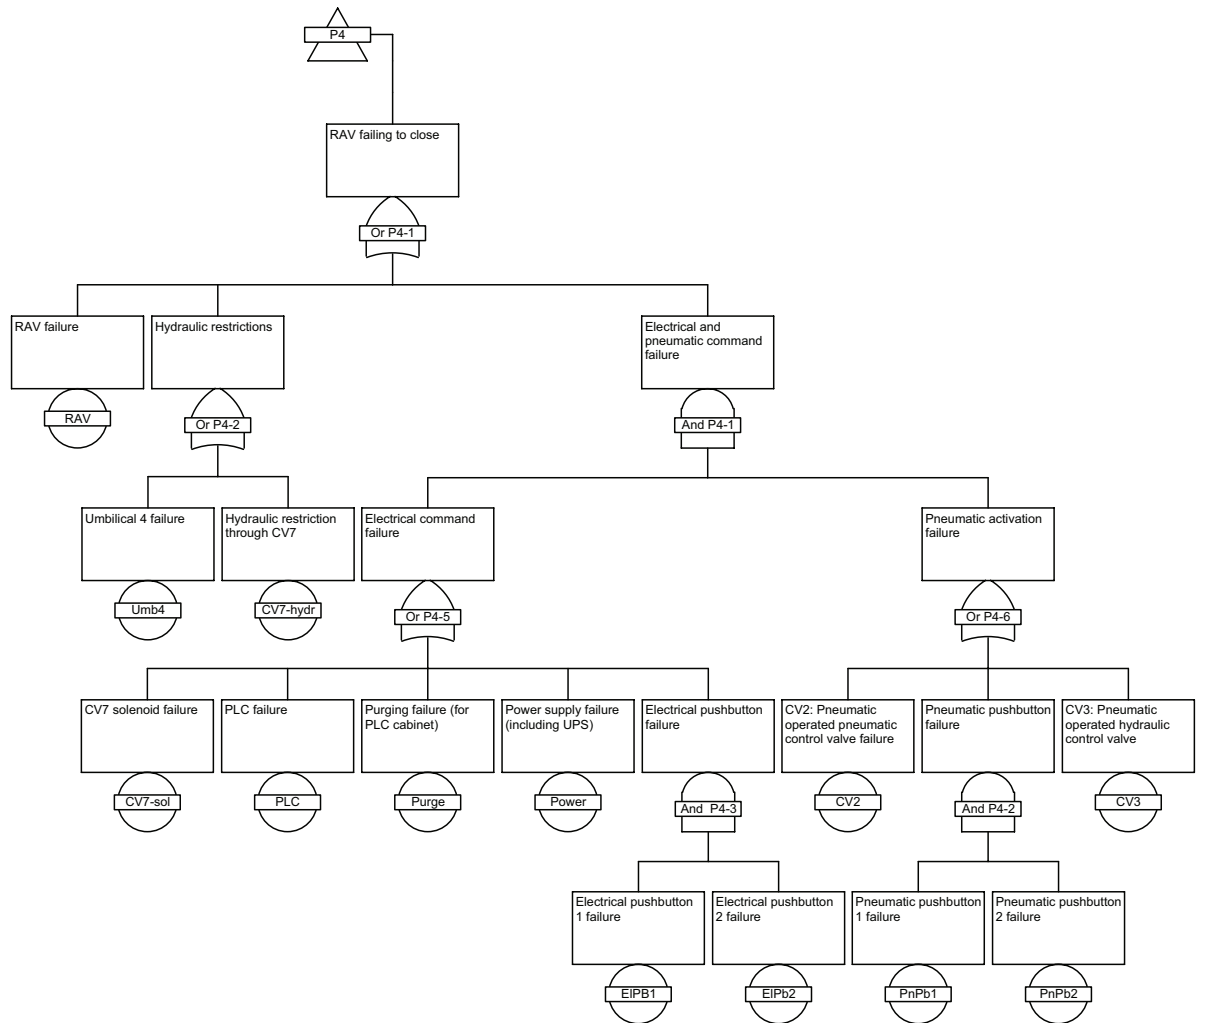 P4
RAV failing to close
Or P4-1
RAV failure
Hydraulic restrictions
Electrical and
pneumatic command
failure
RAV
Or P4-2
And P4-1
Umbilical 4 failure
Hydraulic restriction
through CV7
Electrical command
failure
Pneumatic activation
failure
Umb4
CV7-hydr
Or P4-5
Or P4-6
CV7 solenoid failure
PLC failure
Purging failure (for
PLC cabinet)
Power supply failure
(including UPS)
Electrical pushbutton
failure
CV2: Pneumatic
operated pneumatic
control valve failure
Pneumatic pushbutton
failure
CV3: Pneumatic
operated hydraulic
control valve
CV7-sol
PLC
Purge
Power
And  P4-3
CV2
And P4-2
CV3
Electrical pushbutton
1 failure
Electrical pushbutton
2 failure
Pneumatic pushbutton
1 failure
Pneumatic pushbutton
2 failure
ElPB1
ElPb2
PnPb1
PnPb2